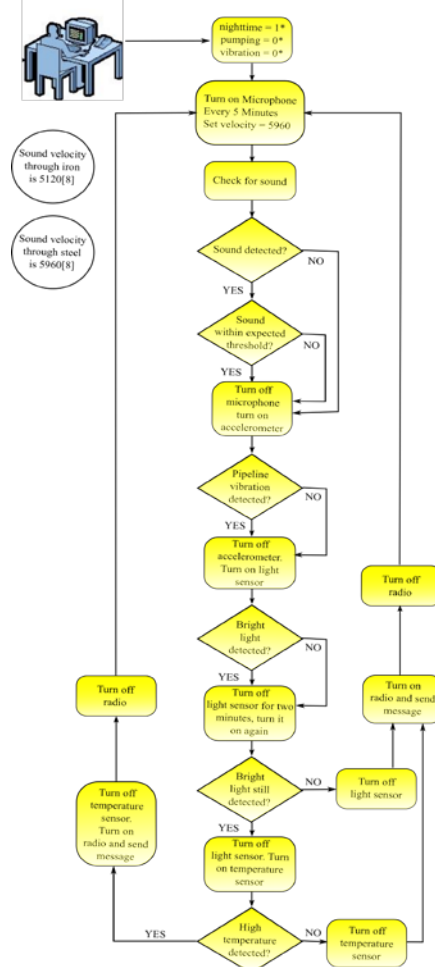 nighttime = 1*
pumping = 0*
vibration = 0*
Turn on Microphone
Every 5 Minutes
Set velocity = 5960
Sound velocity
through iron
is 5120[8]
Check for sound
Sound velocity
through steel
is 5960[8]
Sound detected?
NO
YES
Sound
within expected
threshold?
NO
YES
Turn off
microphone
turn on
accelerometer
Pipeline
vibration
detected?
NO
YES
Turn off
accelerometer.
Turn on light
sensor
Turn off
radio
Bright
light
detected?
NO
YES
Turn off
radio
Turn on
radio and send
message
Turn off
light sensor for two
minutes, turn it
on again
Turn off
temperature
sensor.
Turn on
radio and send
message
Bright
light still
detected?
NO
Turn off
light sensor
YES
Turn off
light sensor. Turn
on temperature
sensor
YES
High
temperature
detected?
NO
Turn off
temperature
sensor